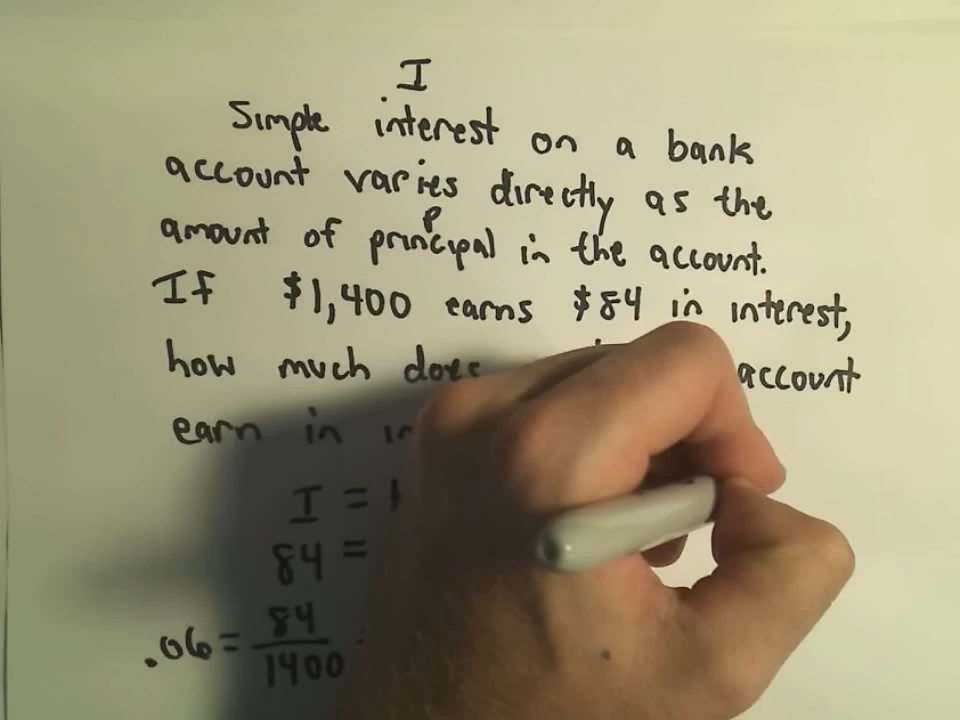 I
Simple interest on a bank
account varies directly as the
P
amount of principal in the account.
If $1,400 earns $84 in interest,
how much does account
earn in
I =
84 =
.06 = 84
1400